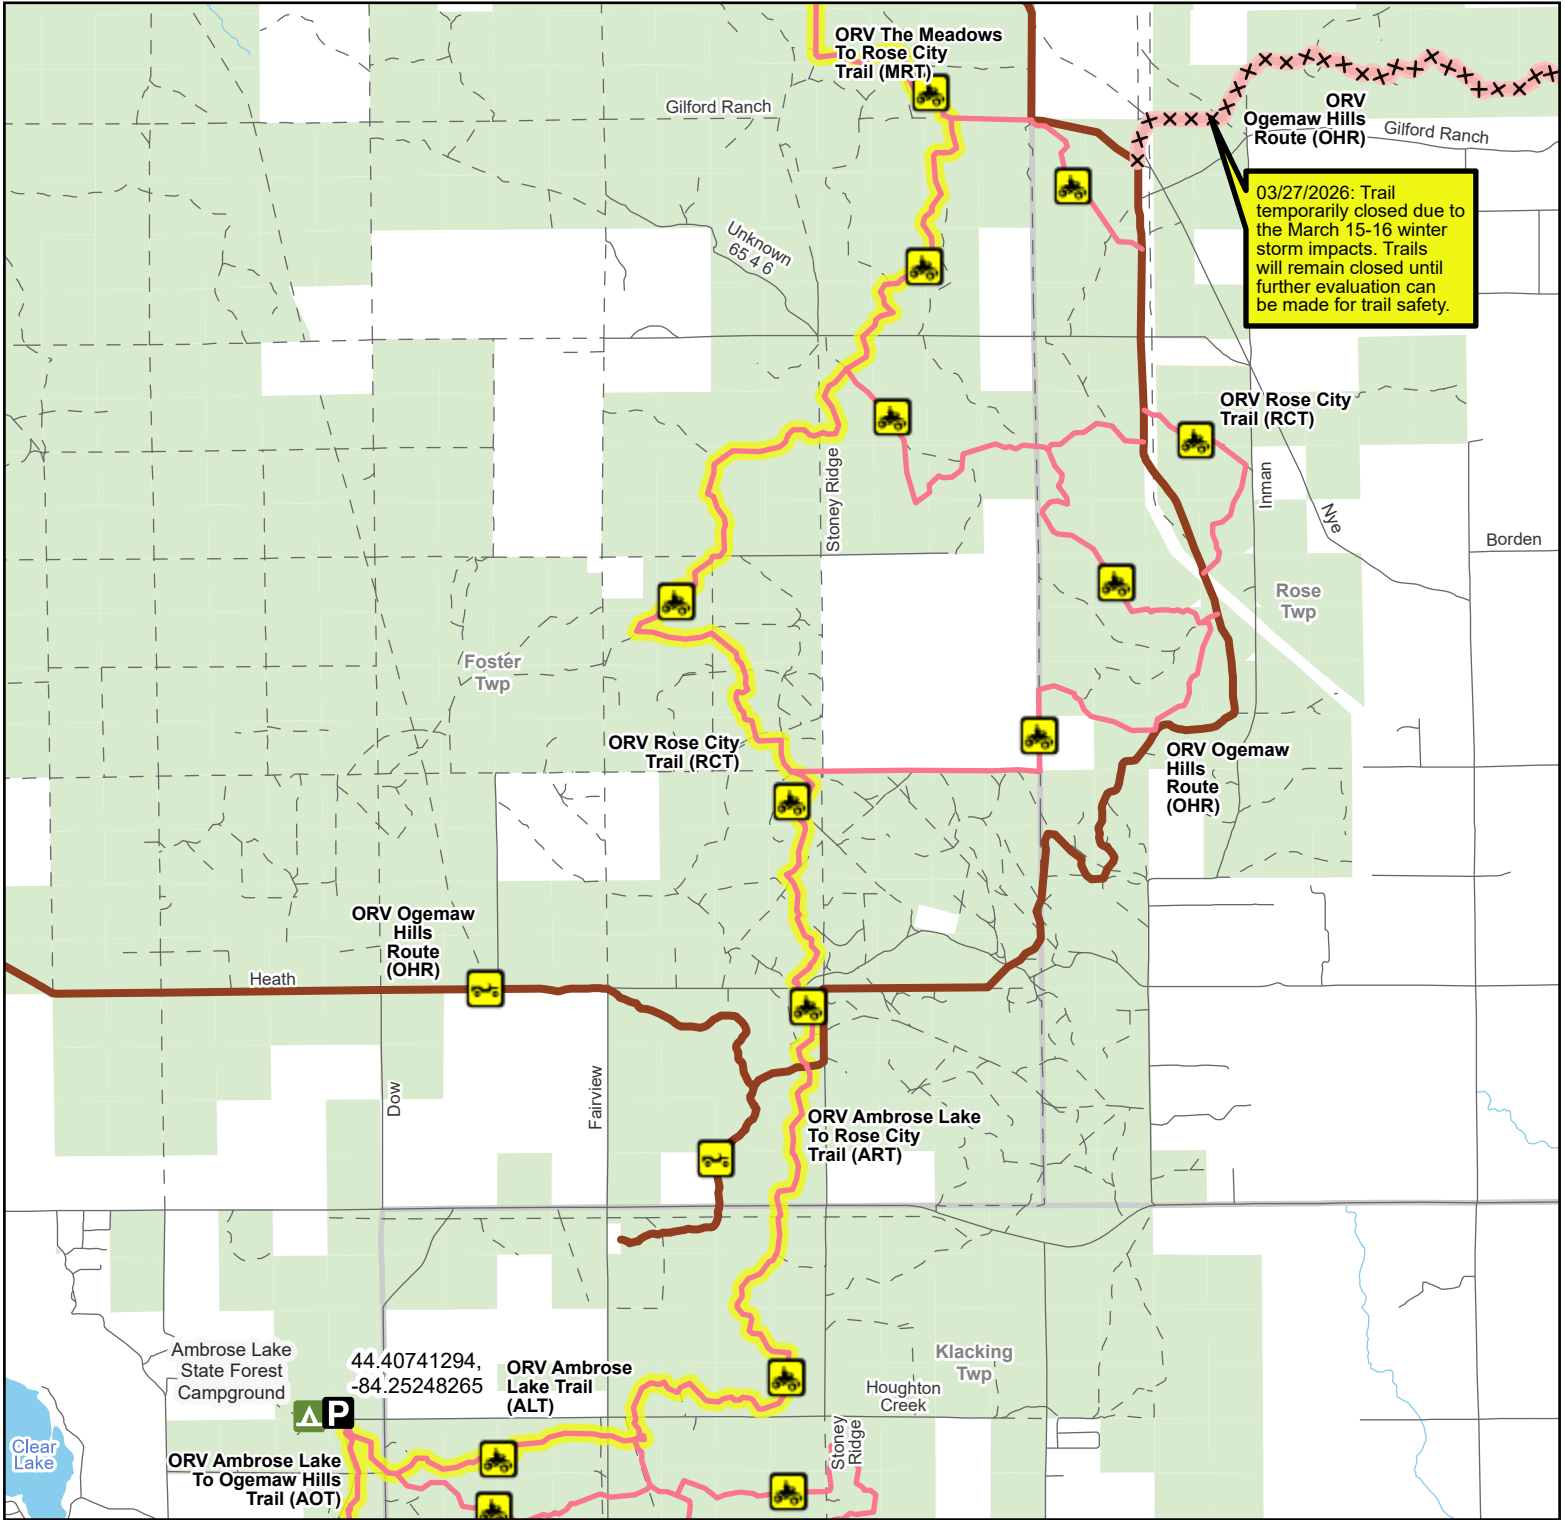 ORV The Meadows
To Rose City
Trail (MRT)
Gilford Ranch
ORV
Ogemaw Hills
Route (OHR)
Gilford Ranch
03/27/2026: Trail
temporarily closed due to
the March 15-16 winter
storm impacts. Trails
will remain closed until
further evaluation can
be made for trail safety.
Unknown
65 4 6
ORV Rose City
Trail (RCT)
Stoney Ridge
Inman
Nye
Borden
Rose
Twp
Foster
Twp
ORV Rose City
Trail (RCT)
ORV Ogemaw
Hills
Route
(OHR)
ORV Ogemaw
Hills
Route
(OHR)
Heath
Dow
Fairview
ORV Ambrose Lake
To Rose City
Trail (ART)
Ambrose Lake
State Forest
Campground
44.40741294,
-84.25248265
ORV Ambrose
Lake Trail
(ALT)
Klacking
Twp
Houghton
Creek
P
Clear
Lake
Stoney
Ridge
ORV Ambrose Lake
To Ogemaw Hills
Trail (AOT)